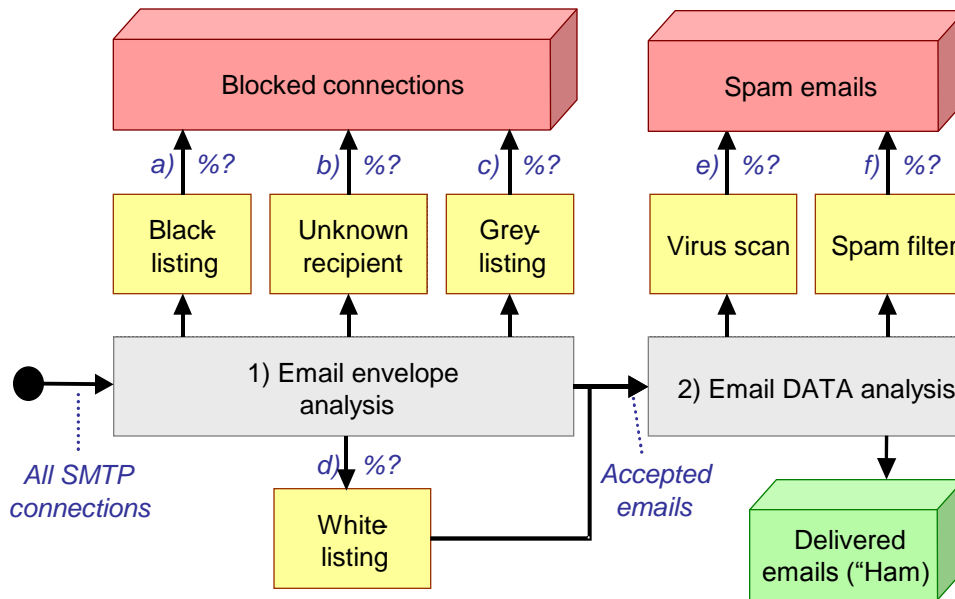 Blocked connections
Spam emails
a) %?
b) %?
c) %?
e) %?
f) %?
Black-
listing
Unknown
recipient
Grey-
listing
Virus scan
Spam filter
1) Email envelope
analysis
2) Email DATA analysis
All SMTP
connections
d) %?
Accepted
emails
White-
listing
Delivered
emails (“Ham)